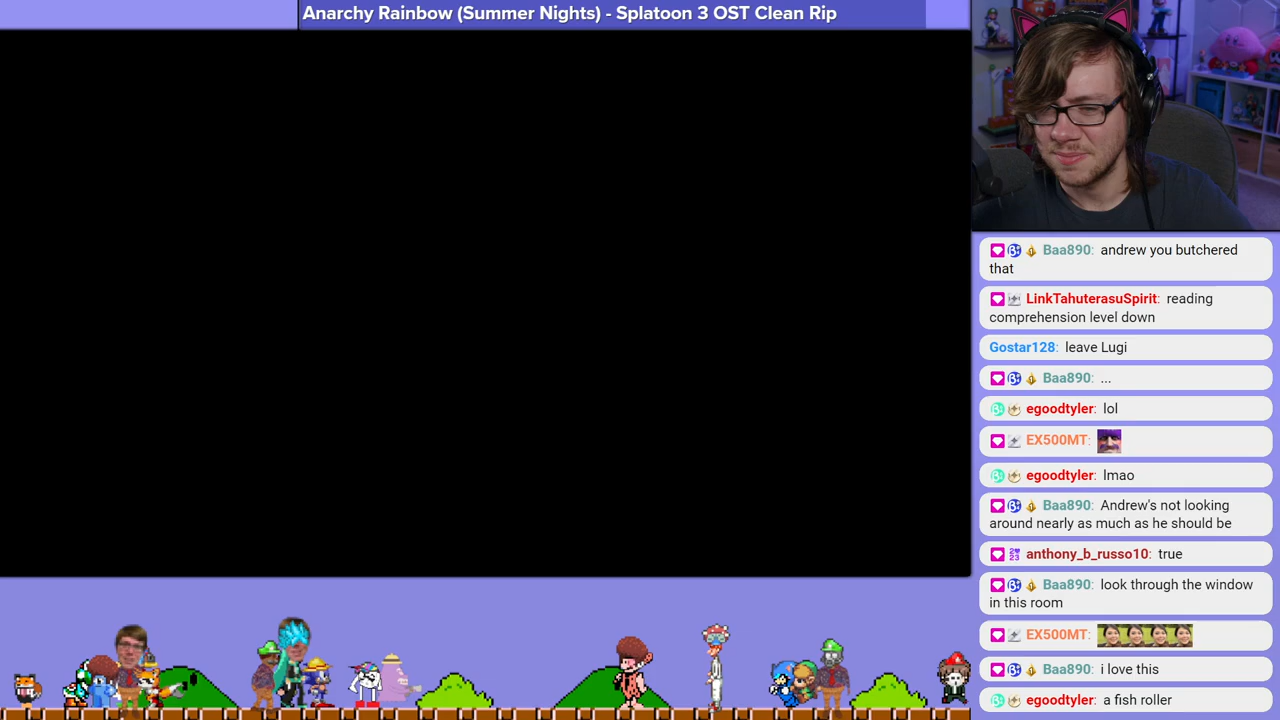 Anarchy Rainbow (Summer Nights) - Splatoon 3 OST Clean Rip
Baa890: andrew you butchered
that
LinkTahuterasuSpirit: reading
comprehension level down
Gostar128: leave Lugi
Baa890: ...
egoodtyler: lol
EX500MT:
egoodtyler: lmao
Baa890: Andrew's not looking
around nearly as much as he should be
anthony_b_russo10: true
Baa890: look through the window
in this room
EX500MT:
Baa890: i love this
egoodtyler: a fish roller